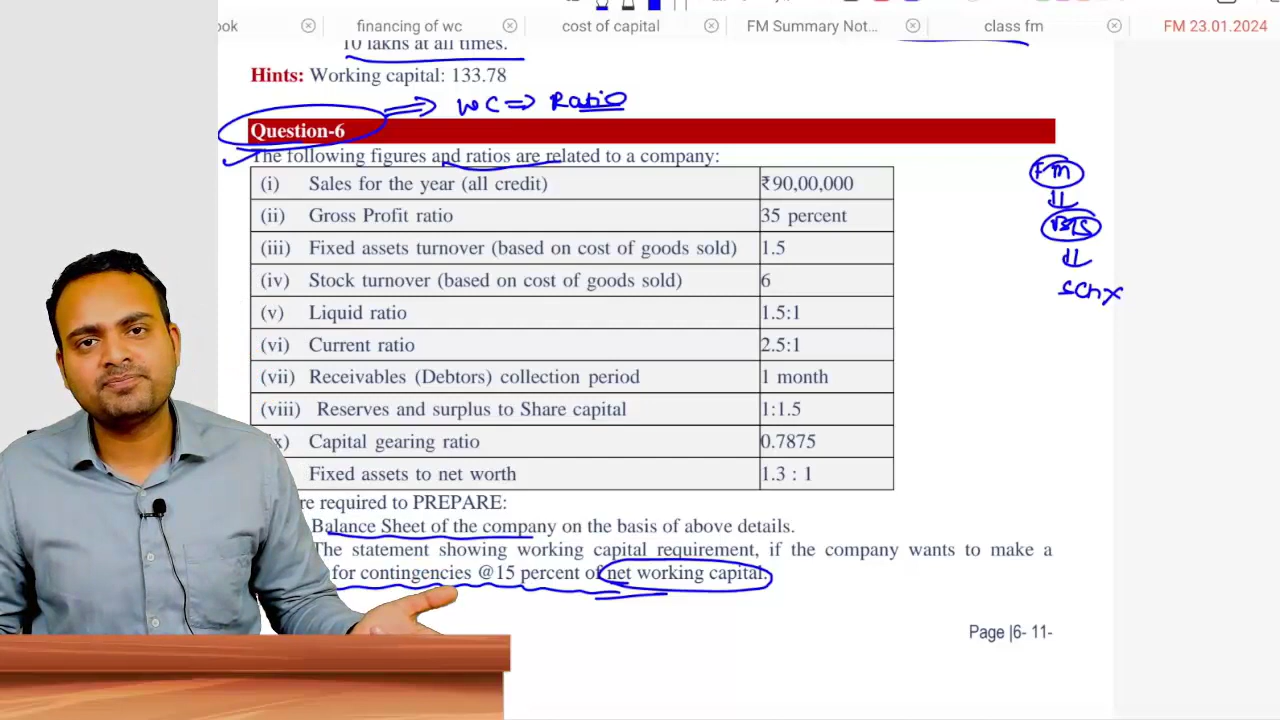 ook
financing of wc
cost of capital
FM Summary Not...
class fm
FM 23.01.2024
10 lakhs at all times.
Hints: Working capital: 133.78
WC ⇒ Ratio
Question-6
The following figures and ratios are related to a company:
(i) Sales for the year (all credit) ₹90,00,000
(ii) Gross Profit ratio 35 percent
(iii) Fixed assets turnover (based on cost of goods sold) 1.5
(iv) Stock turnover (based on cost of goods sold) 6
(v) Liquid ratio 1.5:1
(vi) Current ratio 2.5:1
(vii) Receivables (Debtors) collection period 1 month
(viii) Reserves and surplus to Share capital 1:1.5
x) Capital gearing ratio 0.7875
Fixed assets to net worth 1.3 : 1
re required to PREPARE:
Balance Sheet of the company on the basis of above details.
The statement showing working capital requirement, if the company wants to make a
for contingencies @15 percent of net working capital.
FM
B/S
Page |6- 11-